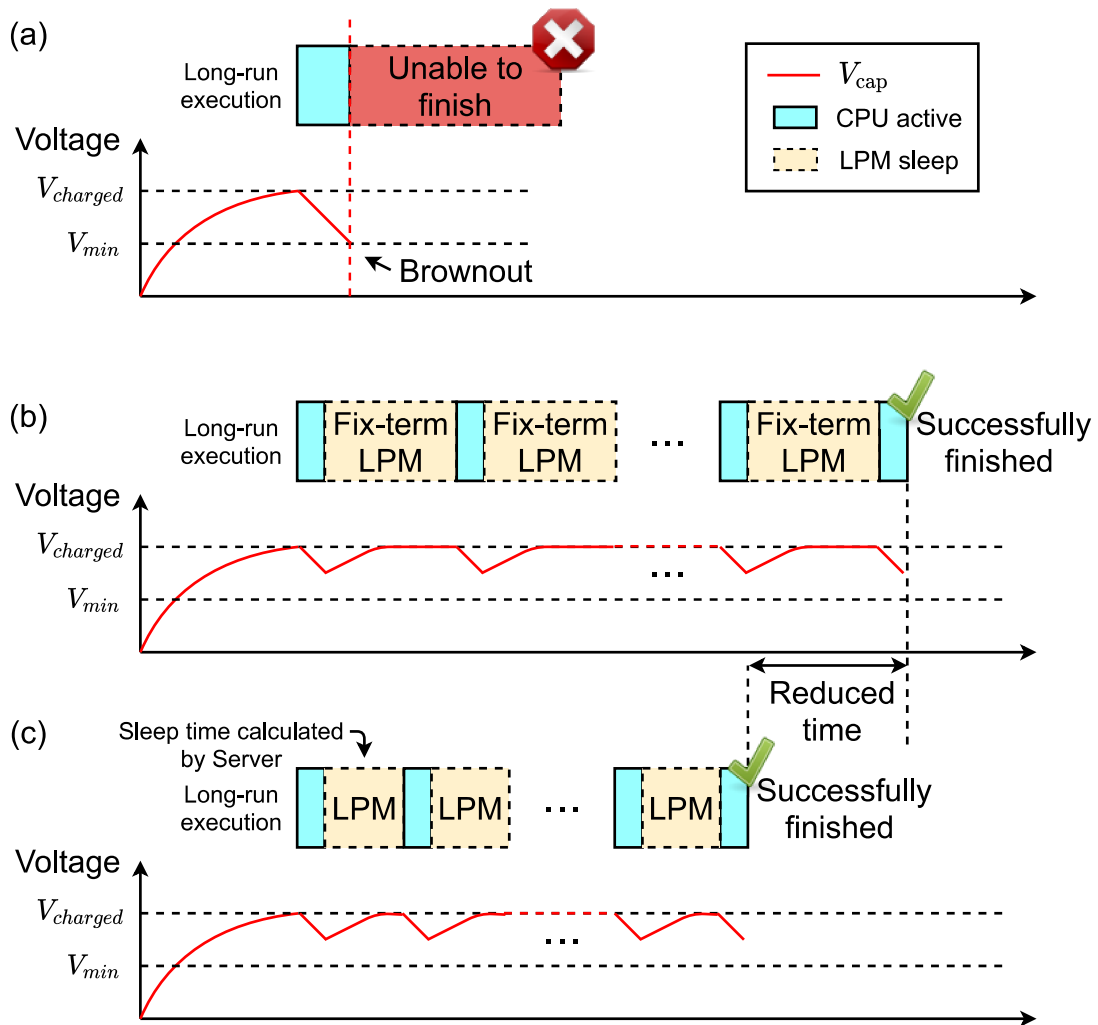 (a)
Long-run
execution
Unable to
finish
V_cap
CPU active
LPM sleep
Voltage
V_charged
V_min
Brownout
(b)
Long-run
execution
Fix-term
LPM
Fix-term
LPM
...
Fix-term
LPM
Successfully
finished
Voltage
V_charged
V_min
...
Reduced
time
(c)
Sleep time calculated
by Server
Long-run
execution
LPM
LPM
...
LPM
Successfully
finished
Voltage
V_charged
V_min
...